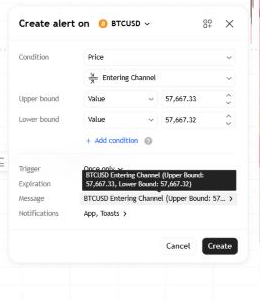 Create alert on BTCUSD
Condition Price
Entering Channel
Upper bound Value 57,667.33
Lower bound Value 57,667.32
+ Add condition
Trigger Once only
BTCUSD Entering Channel (Upper Bound:
57,667.33, Lower Bound: 57,667.32)
Expiration
Message BTCUSD Entering Channel (Upper Bound: 57...
Notifications App, Toasts
Cancel Create